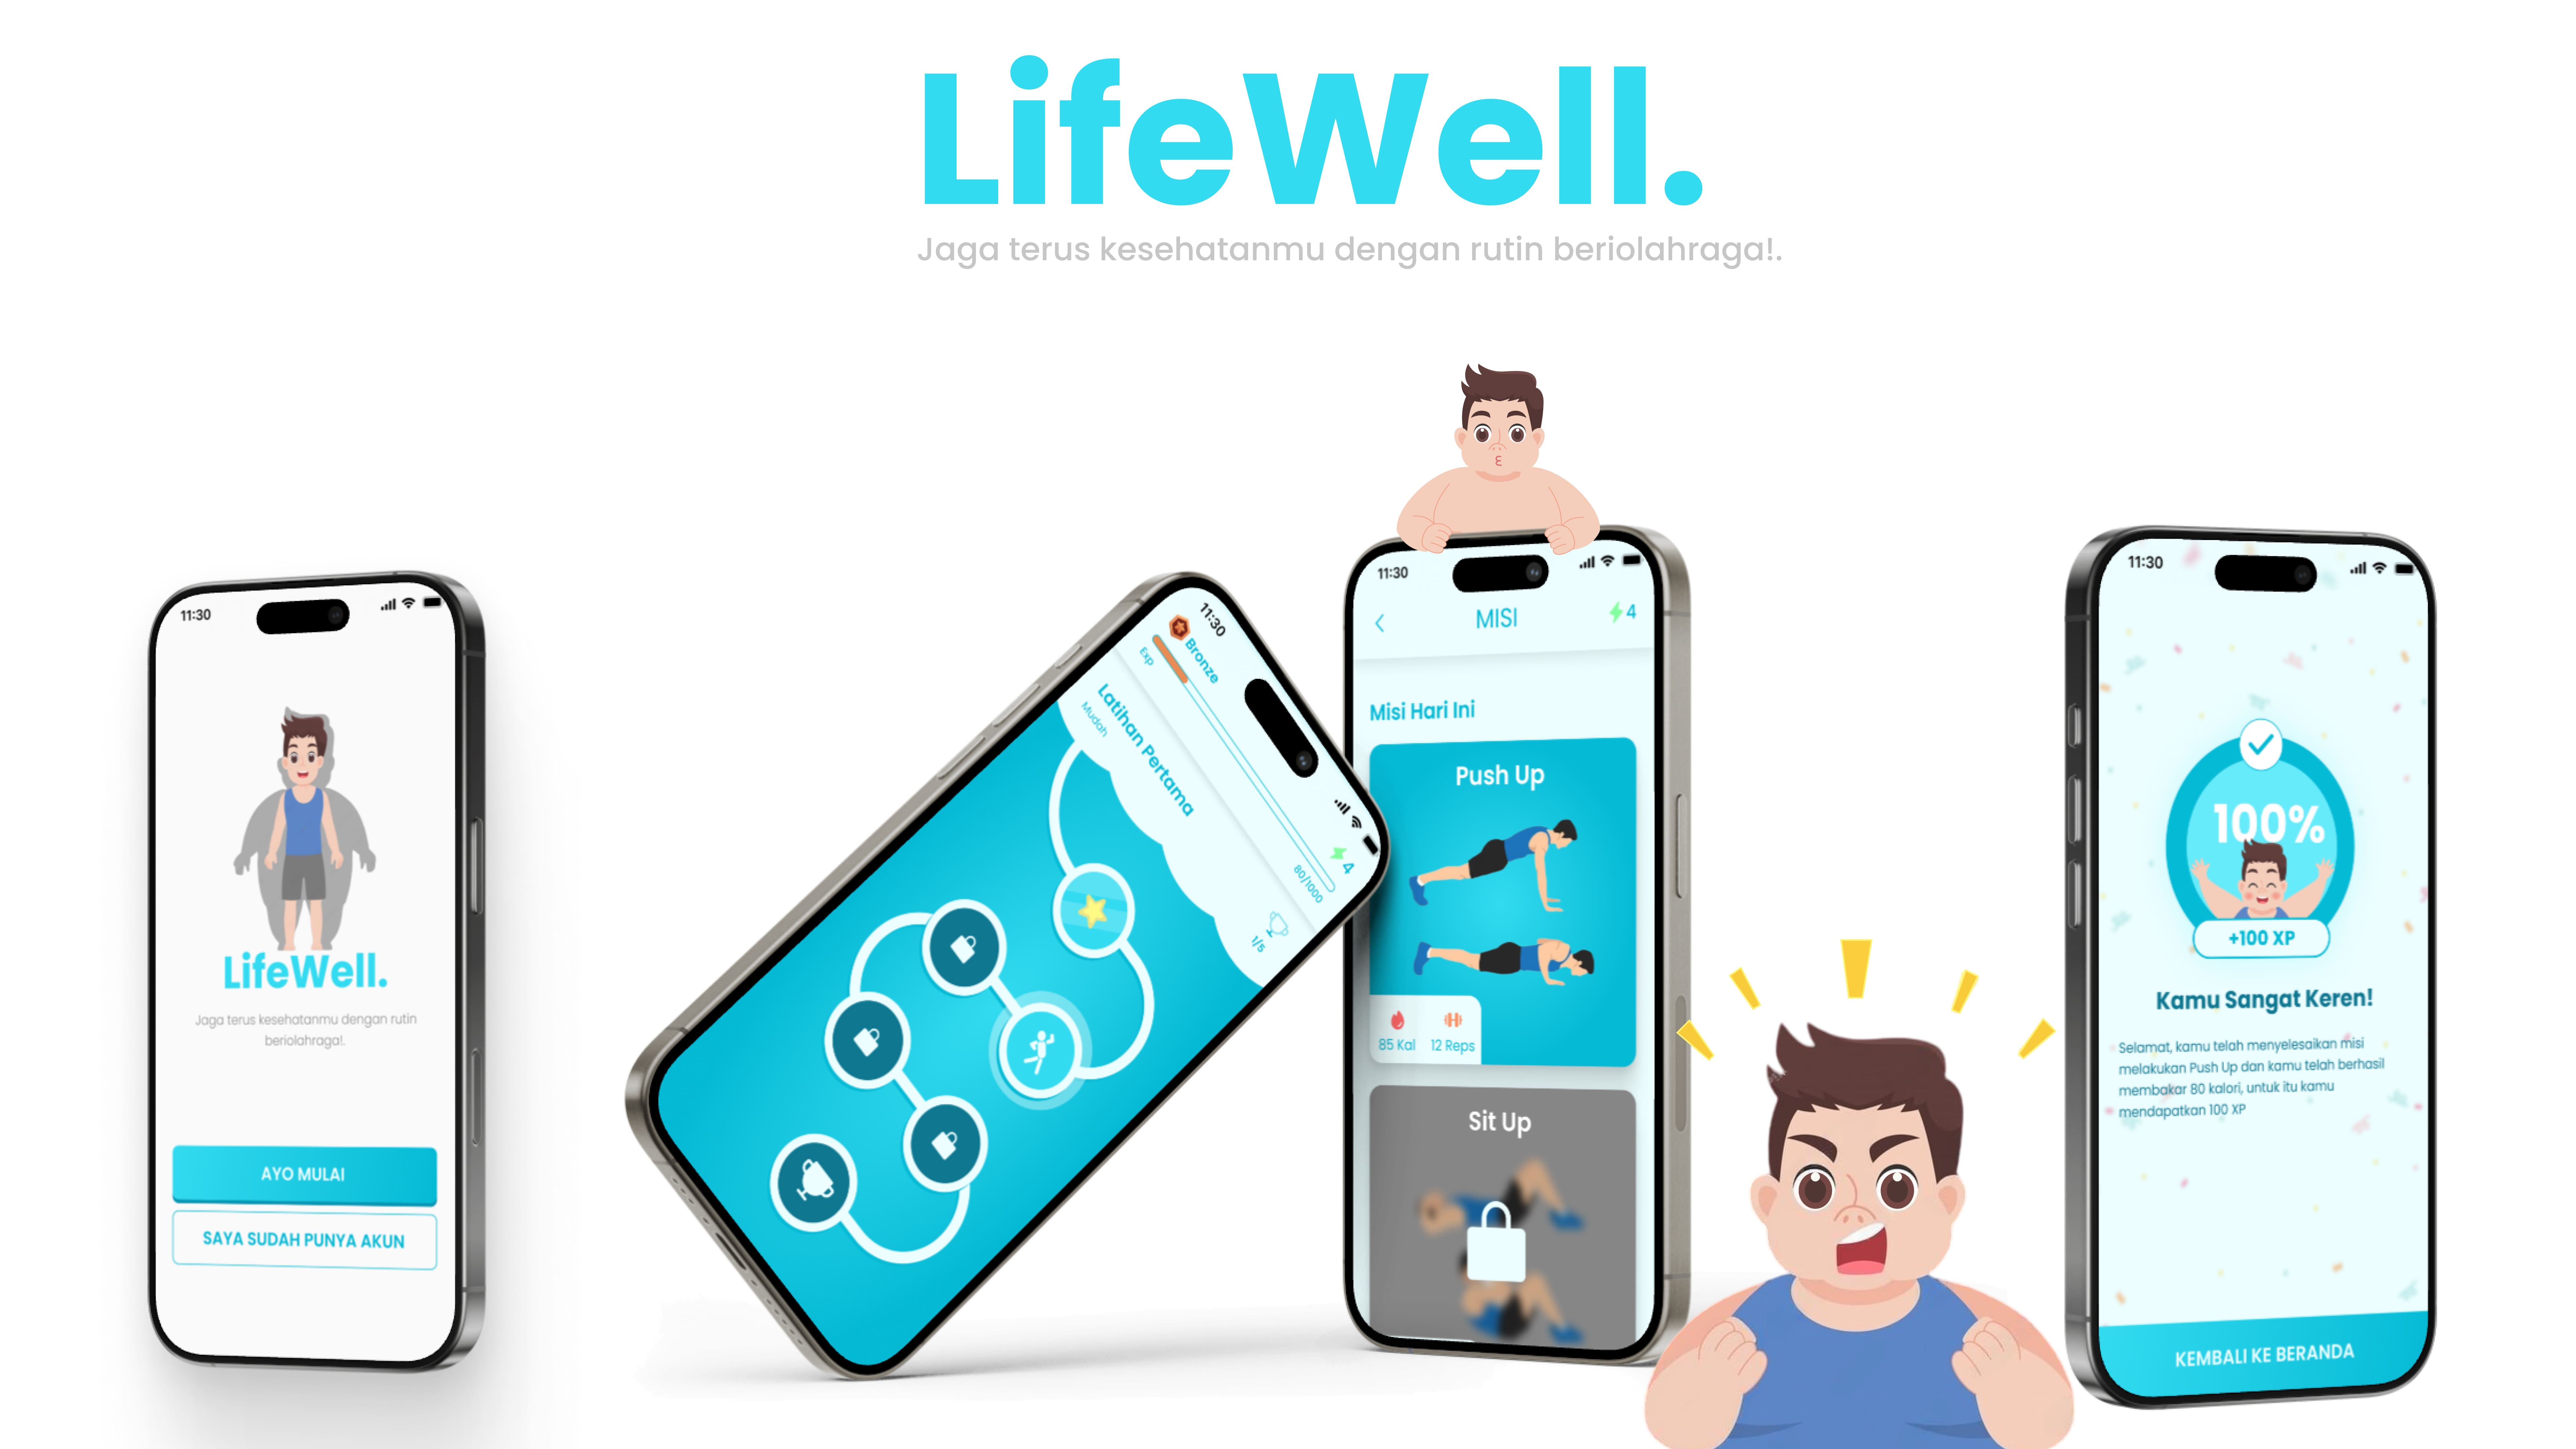 LifeWell.
Jaga terus kesehatanmu dengan rutin beriolahraga!.
11:30
LifeWell.
Jaga terus kesehatanmu dengan rutin
beriolahraga!.
AYO MULAI
SAYA SUDAH PUNYA AKUN
11:30
Bronze
4
Exp
80/1000
Latihan Pertama
Mudah
1/5
11:30
MISI
4
Misi Hari Ini
Push Up
85 Kal
12 Reps
Sit Up
11:30
100%
+100 XP
Kamu Sangat Keren!
Selamat, kamu telah menyelesaikan misi
melakukan Push Up dan kamu telah berhasil
membakar 80 kalori, untuk itu kamu
mendapatkan 100 XP
KEMBALI KE BERANDA